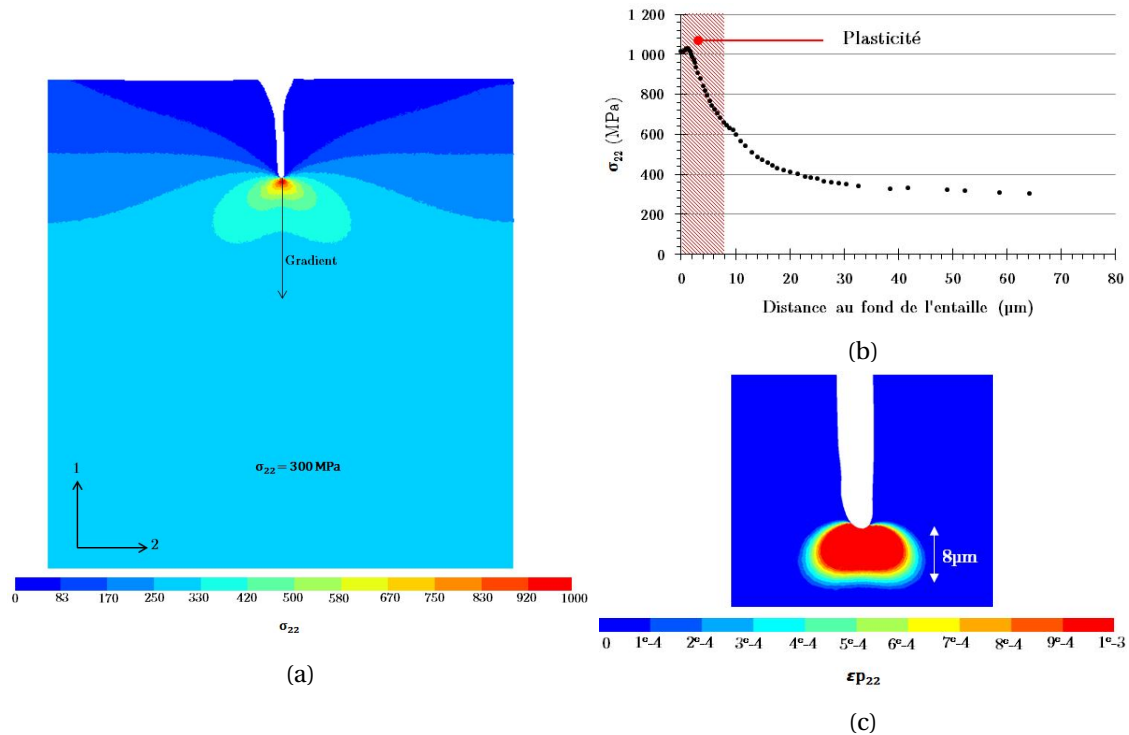 Gradient
σ₂₂ = 300 MPa
1
2
0 83 170 250 330 420 500 580 670 750 830 920 1000
σ₂₂
(a)
1 200
1 000
800
600
400
200
0
σ₂₂ (MPa)
Plasticité
0 10 20 30 40 50 60 70 80
Distance au fond de l'entaille (µm)
(b)
8µm
0 1ᵉ-4 2ᵉ-4 3ᵉ-4 4ᵉ-4 5ᵉ-4 6ᵉ-4 7ᵉ-4 8ᵉ-4 9ᵉ-4 1ᵉ-3
εp₂₂
(c)